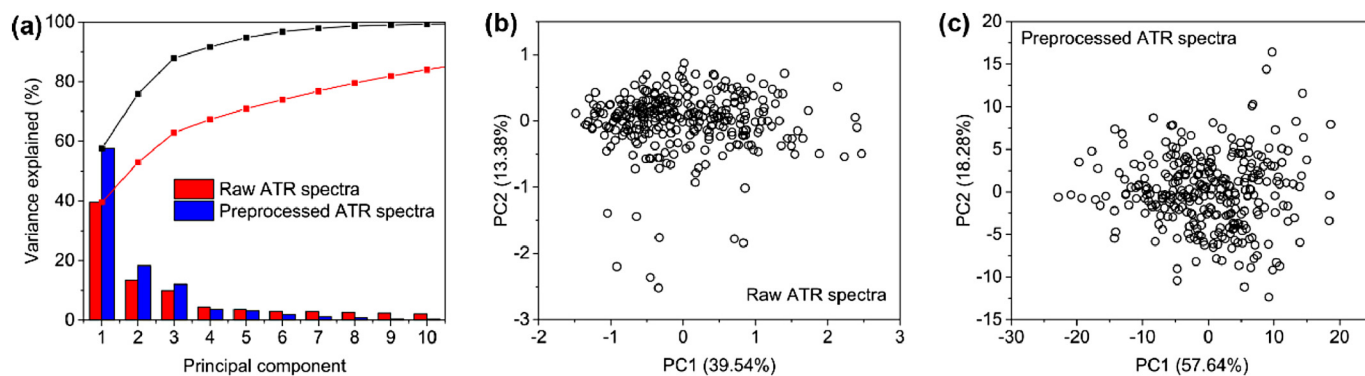 (a)
100
80
60
40
20
0
Variance explained (%)
Raw ATR spectra
Preprocessed ATR spectra
1 2 3 4 5 6 7 8 9 10
Principal component
(b)
1
0
-1
-2
-3
PC2 (13.38%)
Raw ATR spectra
-2 -1 0 1 2 3
PC1 (39.54%)
(c)
20
15
10
5
0
-5
-10
-15
PC2 (18.28%)
Preprocessed ATR spectra
-30 -20 -10 0 10 20
PC1 (57.64%)